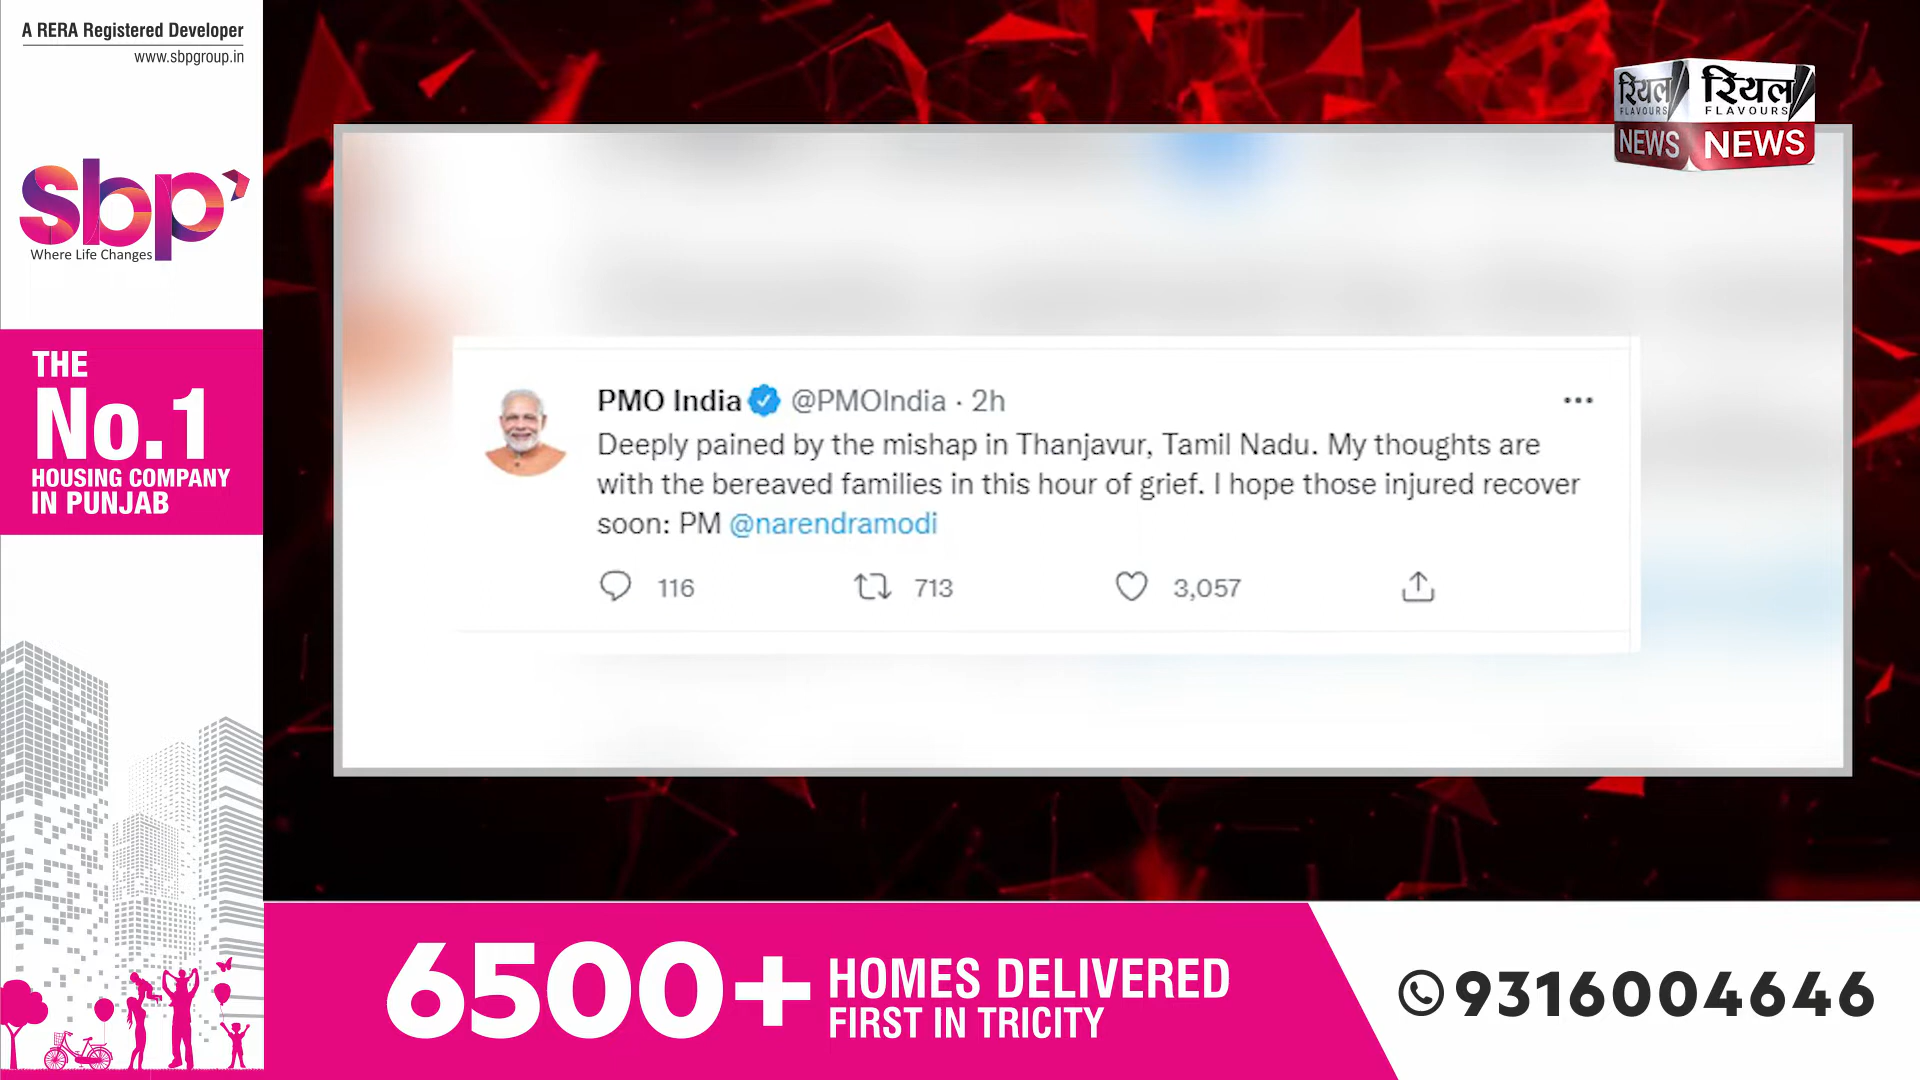 A RERA Registered Developer
www.sbpgroup.in
sbp
Where Life Changes
THE
No.1
HOUSING COMPANY
IN PUNJAB
रियल
FLAVOURS
NEWS
रियल
FLAVOURS
NEWS
PMO India @PMOIndia · 2h
Deeply pained by the mishap in Thanjavur, Tamil Nadu. My thoughts are
with the bereaved families in this hour of grief. I hope those injured recover
soon: PM @narendramodi
116 713 3,057
6500+ HOMES DELIVERED
FIRST IN TRICITY
9316004646